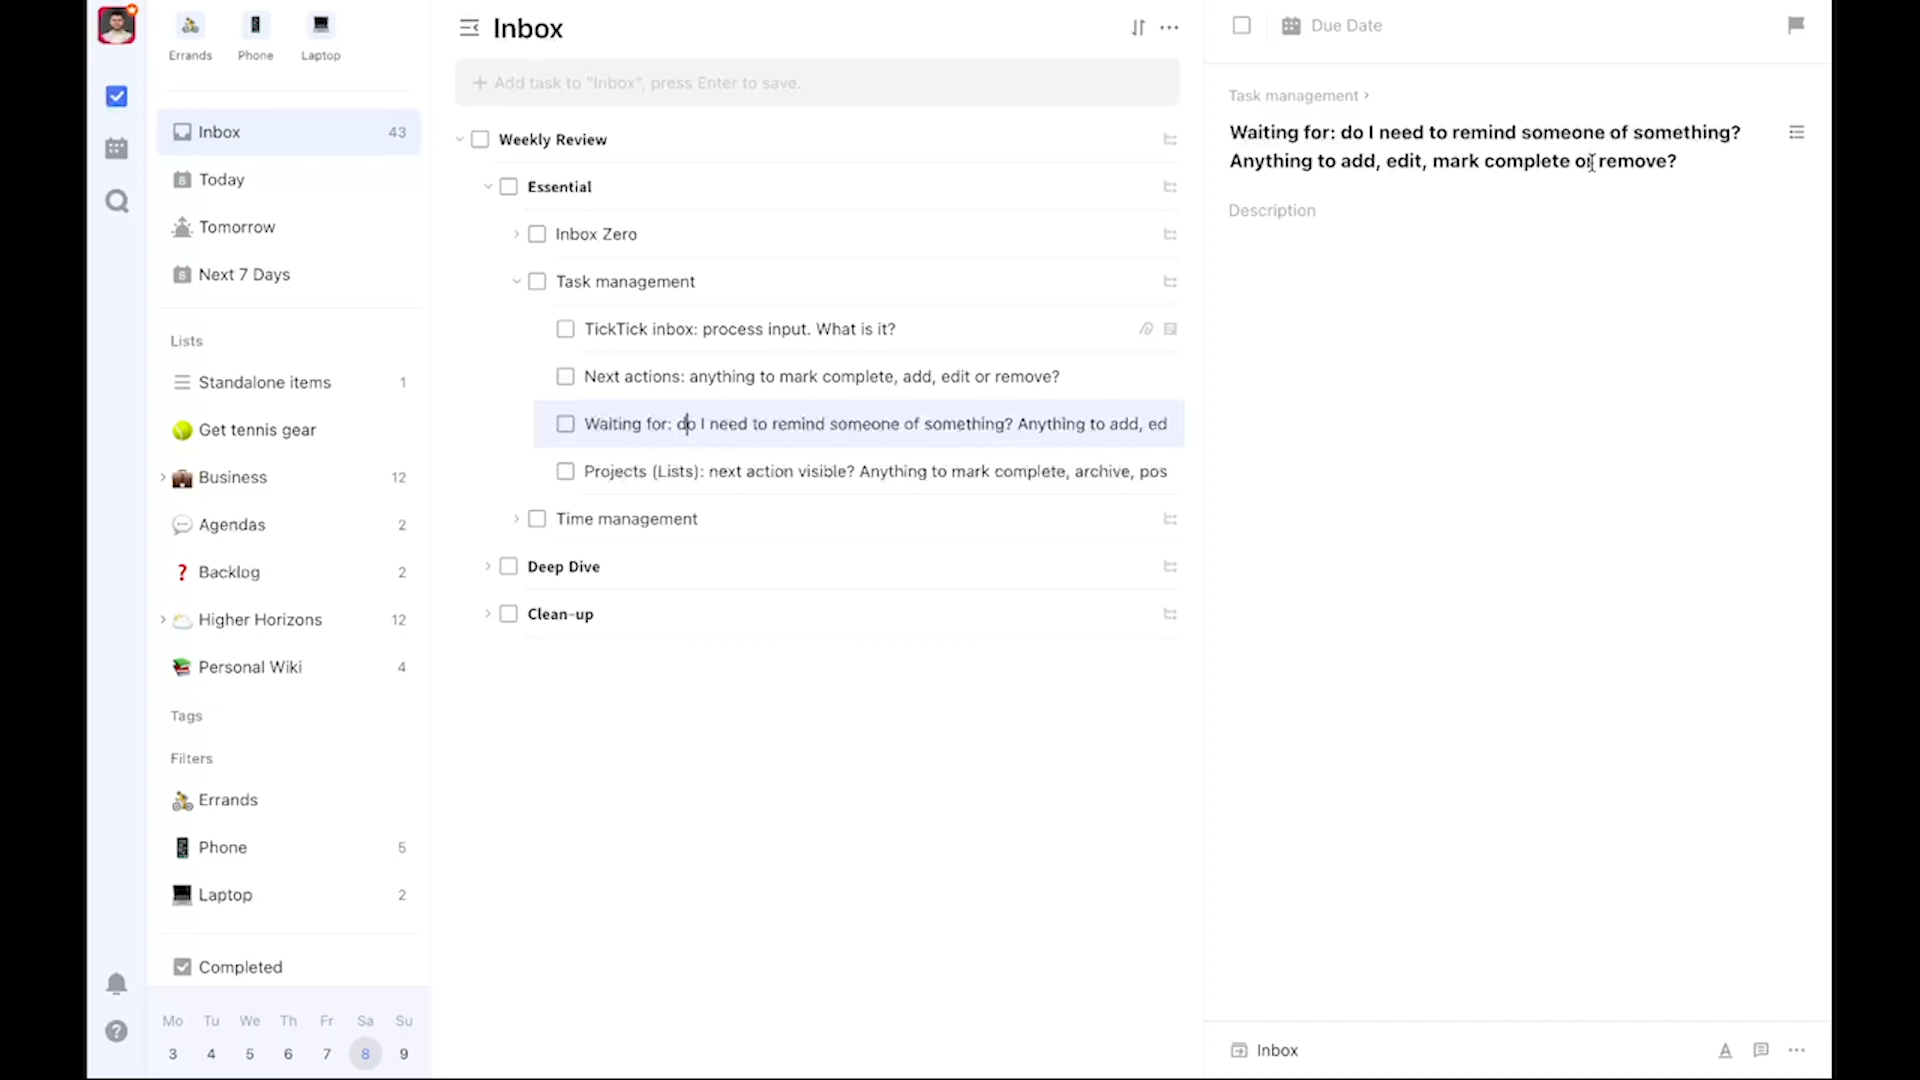 Errands
Phone
Laptop
Inbox 43
8 Today
Tomorrow
8 Next 7 Days
Lists
Standalone items 1
Get tennis gear
Business 12
Agendas 2
Backlog 2
Higher Horizons 12
Personal Wiki 4
Tags
Filters
Errands
Phone 5
Laptop 2
Completed
Mo Tu We Th Fr Sa Su
3 4 5 6 7 8 9
Inbox
Add task to "Inbox", press Enter to save.
Weekly Review
Essential
Inbox Zero
Task management
TickTick inbox: process input. What is it?
Next actions: anything to mark complete, add, edit or remove?
Waiting for: do I need to remind someone of something? Anything to add, ed
Projects (Lists): next action visible? Anything to mark complete, archive, pos
Time management
Deep Dive
Clean-up
Due Date
Task management >
Waiting for: do I need to remind someone of something?
Anything to add, edit, mark complete or remove?
Description
Inbox